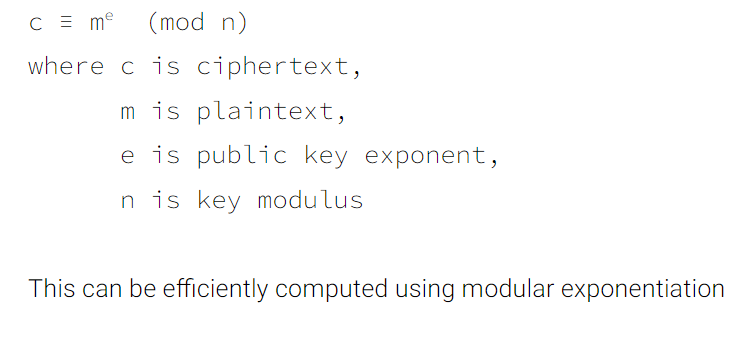 c ≡ mᵉ (mod n)
where c is ciphertext,
m is plaintext,
e is public key exponent,
n is key modulus
This can be efficiently computed using modular exponentiation